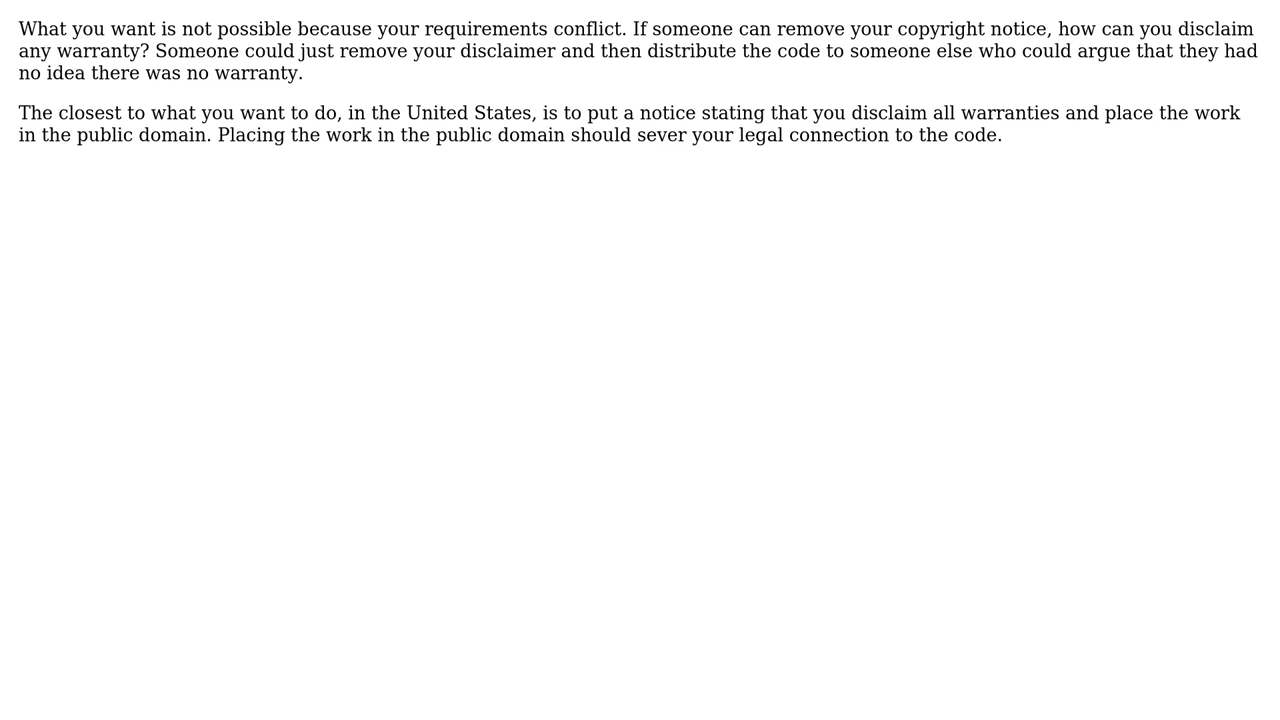 What you want is not possible because your requirements conflict. If someone can remove your copyright notice, how can you disclaim
any warranty? Someone could just remove your disclaimer and then distribute the code to someone else who could argue that they had
no idea there was no warranty.
The closest to what you want to do, in the United States, is to put a notice stating that you disclaim all warranties and place the work
in the public domain. Placing the work in the public domain should sever your legal connection to the code.